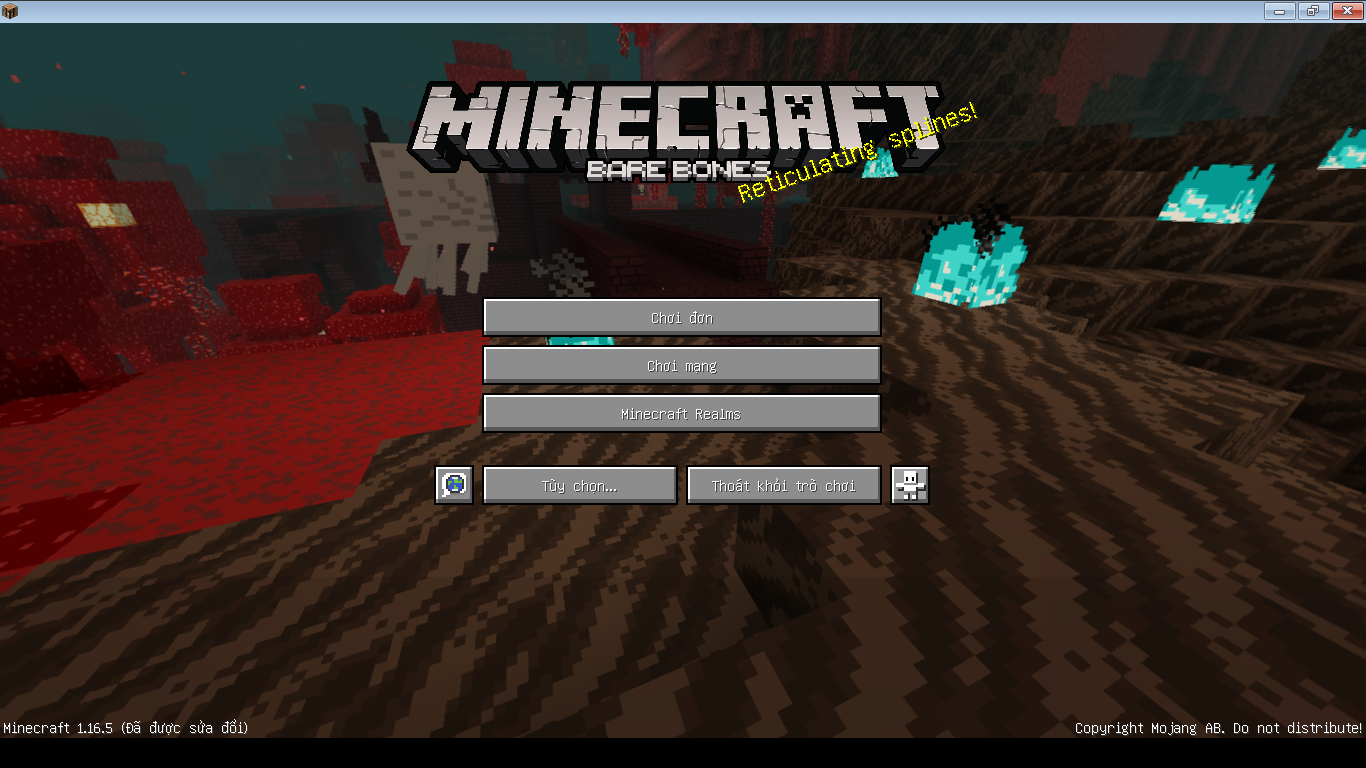 MINECRAFT
BARE BONES
Reticulating splines!
Chơi đơn
Chơi mạng
Minecraft Realms
Tùy chọn...
Thoát khỏi trò chơi
Minecraft 1.16.5 (Đã được sửa đổi)
Copyright Mojang AB. Do not distribute!